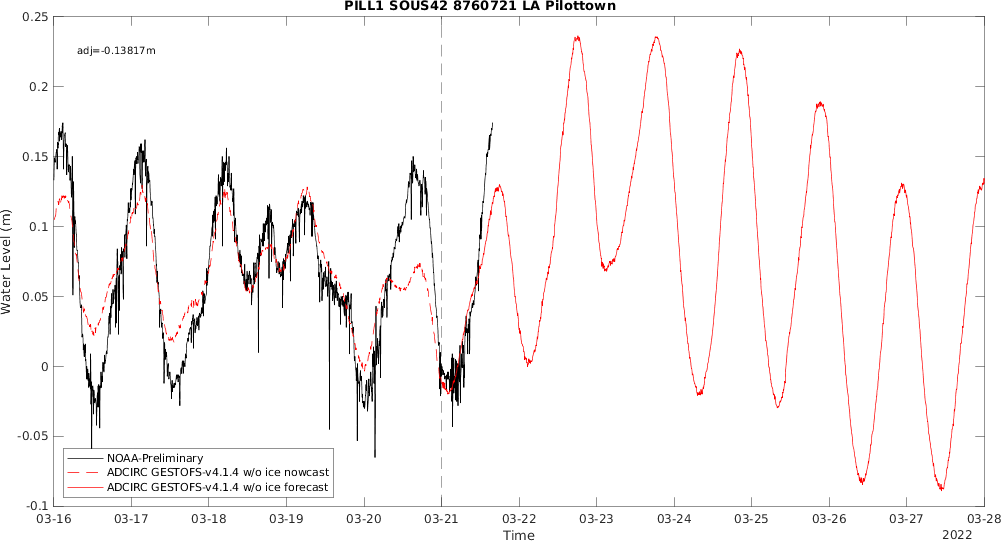 PILL1 SOUS42 8760721 LA Pilottown
0.25
adj=-0.13817m
0.2
0.15
0.1
0.05
0
-0.05
-0.1
Water Level (m)
NOAA-Preliminary
ADCIRC GESTOFS-v4.1.4 w/o ice nowcast
ADCIRC GESTOFS-v4.1.4 w/o ice forecast
03-16 03-17 03-18 03-19 03-20 03-21 03-22 03-23 03-24 03-25 03-26 03-27 03-28
Time
2022